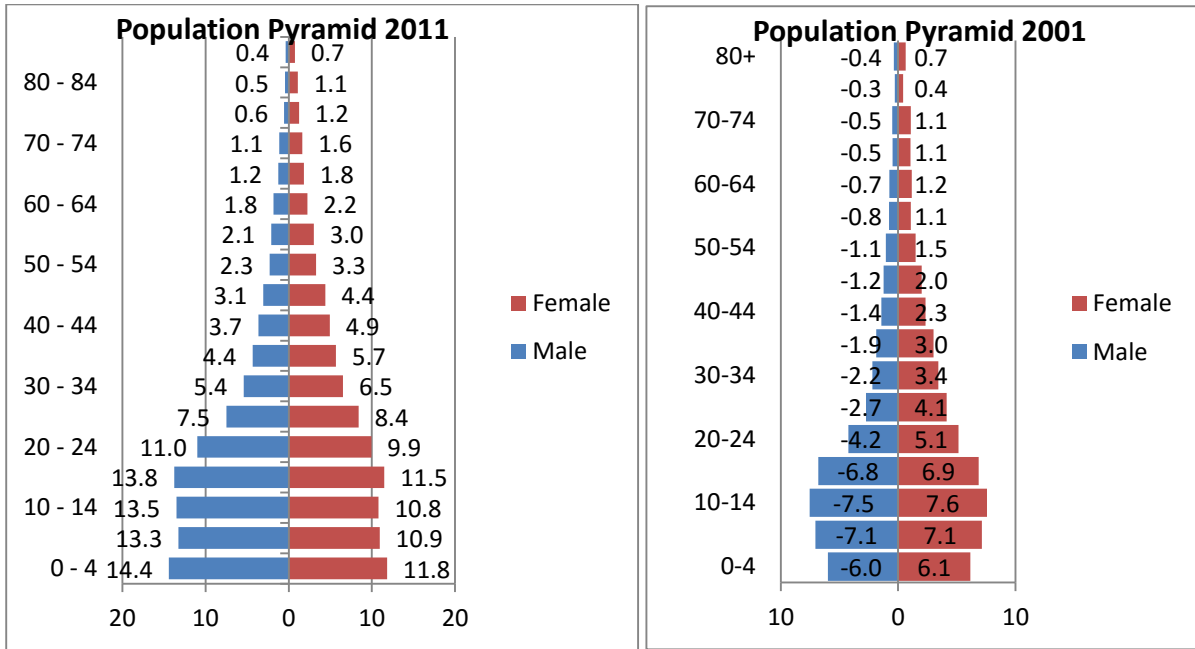 Population Pyramid 2011
0.4 0.7
80 - 84 0.5 1.1
0.6 1.2
70 - 74 1.1 1.6
1.2 1.8
60 - 64 1.8 2.2
2.1 3.0
50 - 54 2.3 3.3
3.1 4.4
40 - 44 3.7 4.9
4.4 5.7
30 - 34 5.4 6.5
7.5 8.4
20 - 24 11.0 9.9
13.8 11.5
10 - 14 13.5 10.8
13.3 10.9
0 - 4 14.4 11.8
20 10 0 10 20
Female
Male
Population Pyramid 2001
80+ -0.4 0.7
-0.3 0.4
70-74 -0.5 1.1
-0.5 1.1
60-64 -0.7 1.2
-0.8 1.1
50-54 -1.1 1.5
-1.2 2.0
40-44 -1.4 2.3
-1.9 3.0
30-34 -2.2 3.4
-2.7 4.1
20-24 -4.2 5.1
-6.8 6.9
10-14 -7.5 7.6
-7.1 7.1
0-4 -6.0 6.1
10 0 10
Female
Male